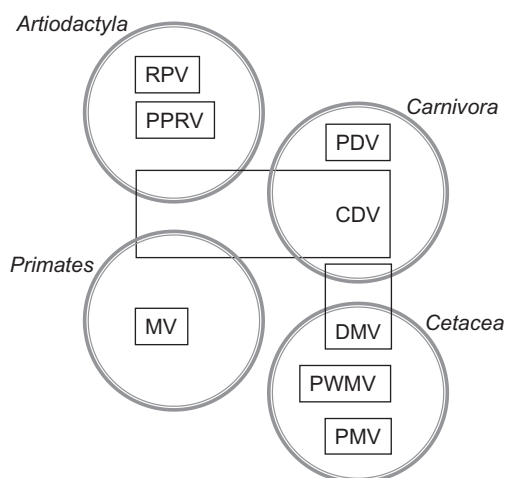 Artiodactyla
RPV
PPRV
Carnivora
PDV
CDV
Primates
MV
Cetacea
DMV
PWMV
PMV